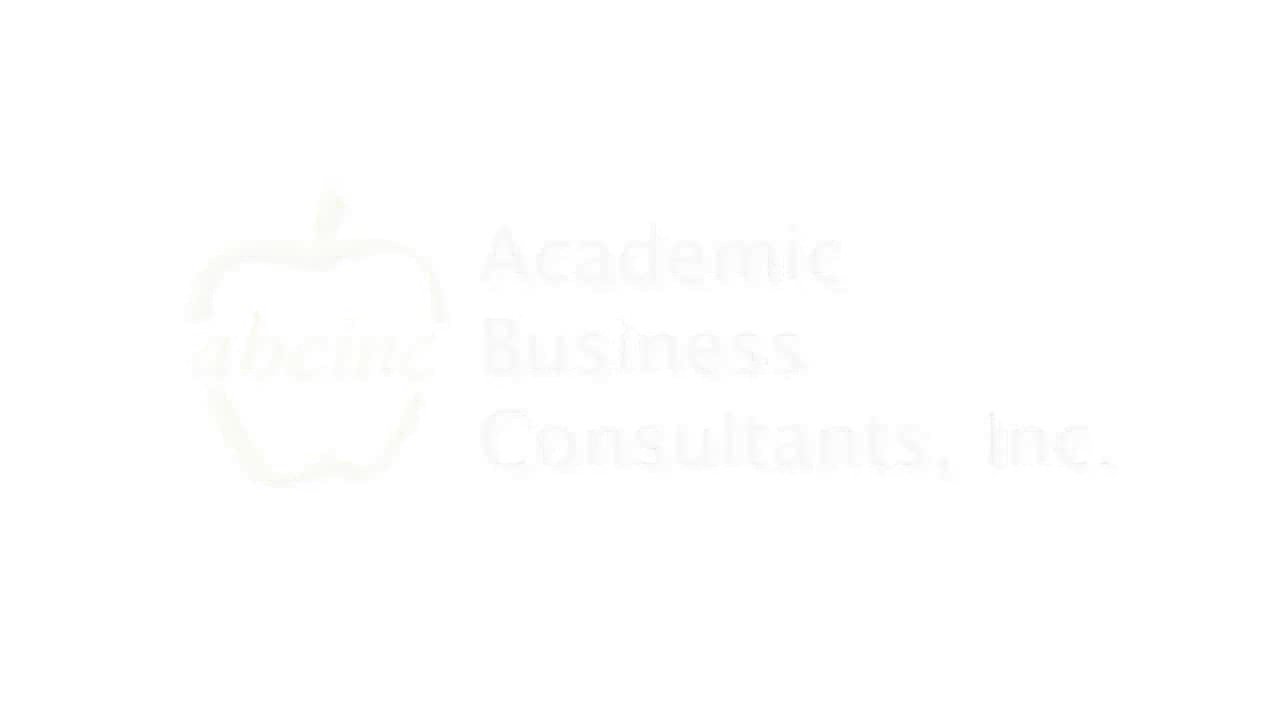 abcinc
Academic
Business
Consultants, Inc.